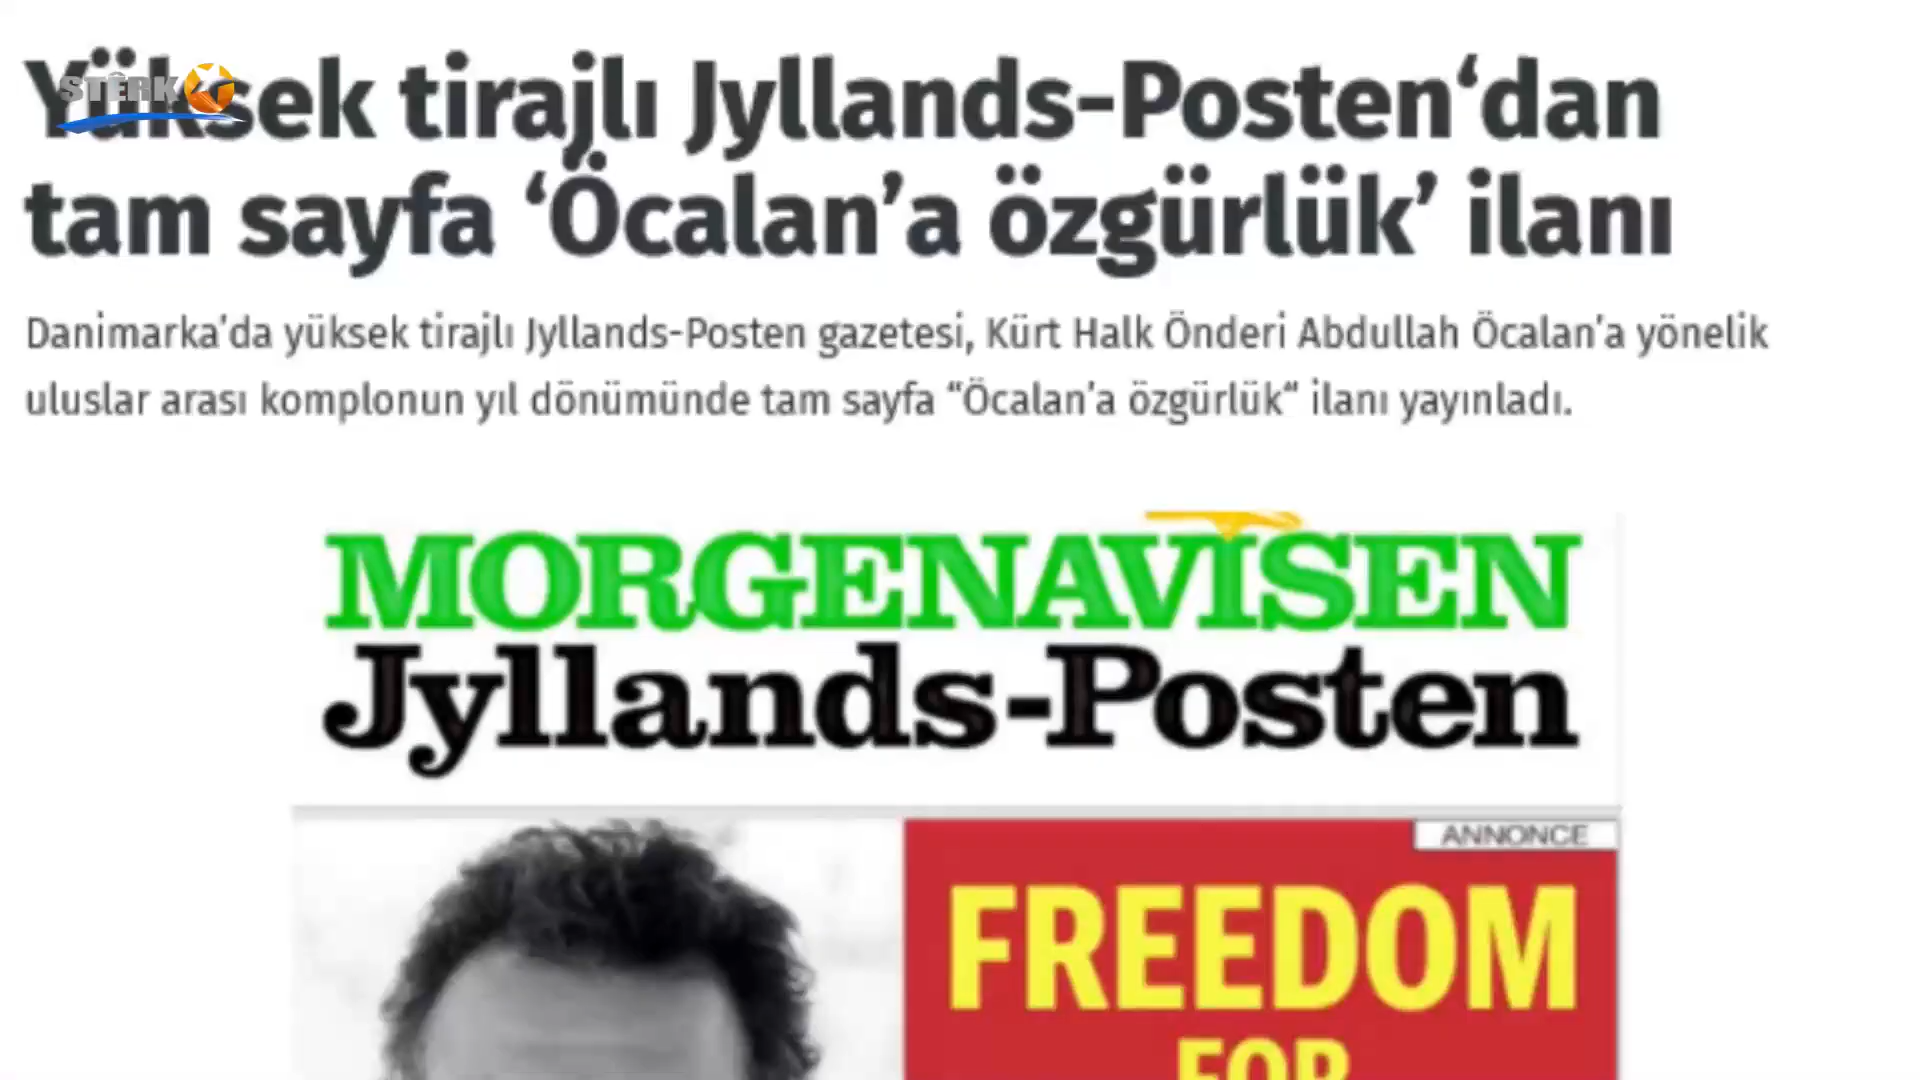 STÊRK
Yüksek tirajlı Jyllands-Posten‘dan
tam sayfa ‘Öcalan’a özgürlük’ ilanı
Danimarka’da yüksek tirajlı Jyllands-Posten gazetesi, Kürt Halk Önderi Abdullah Öcalan’a yönelik
uluslar arası komplonun yıl dönümünde tam sayfa “Öcalan’a özgürlük“ ilanı yayınladı.
MORGENAVISEN
Jyllands-Posten
ANNONCE
FREEDOM
FOR